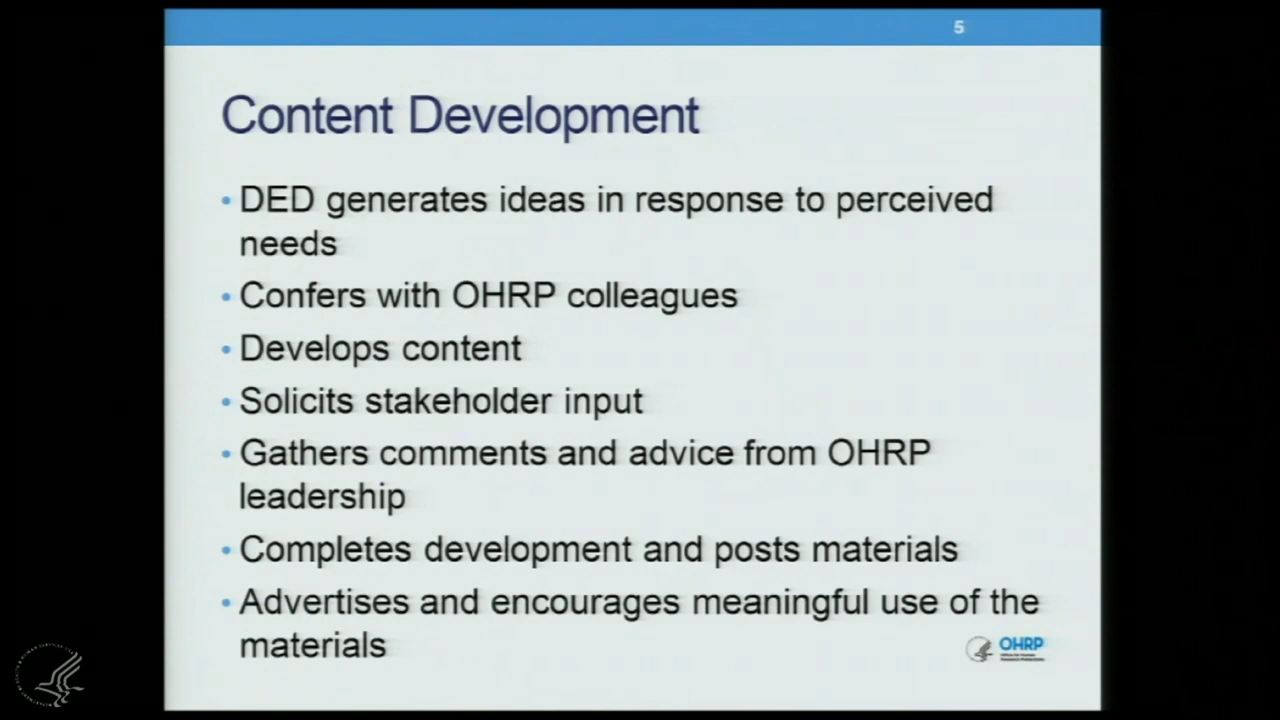 5
Content Development
• DED generates ideas in response to perceived
needs
• Confers with OHRP colleagues
• Develops content
• Solicits stakeholder input
• Gathers comments and advice from OHRP
leadership
• Completes development and posts materials
• Advertises and encourages meaningful use of the
materials
OHRP